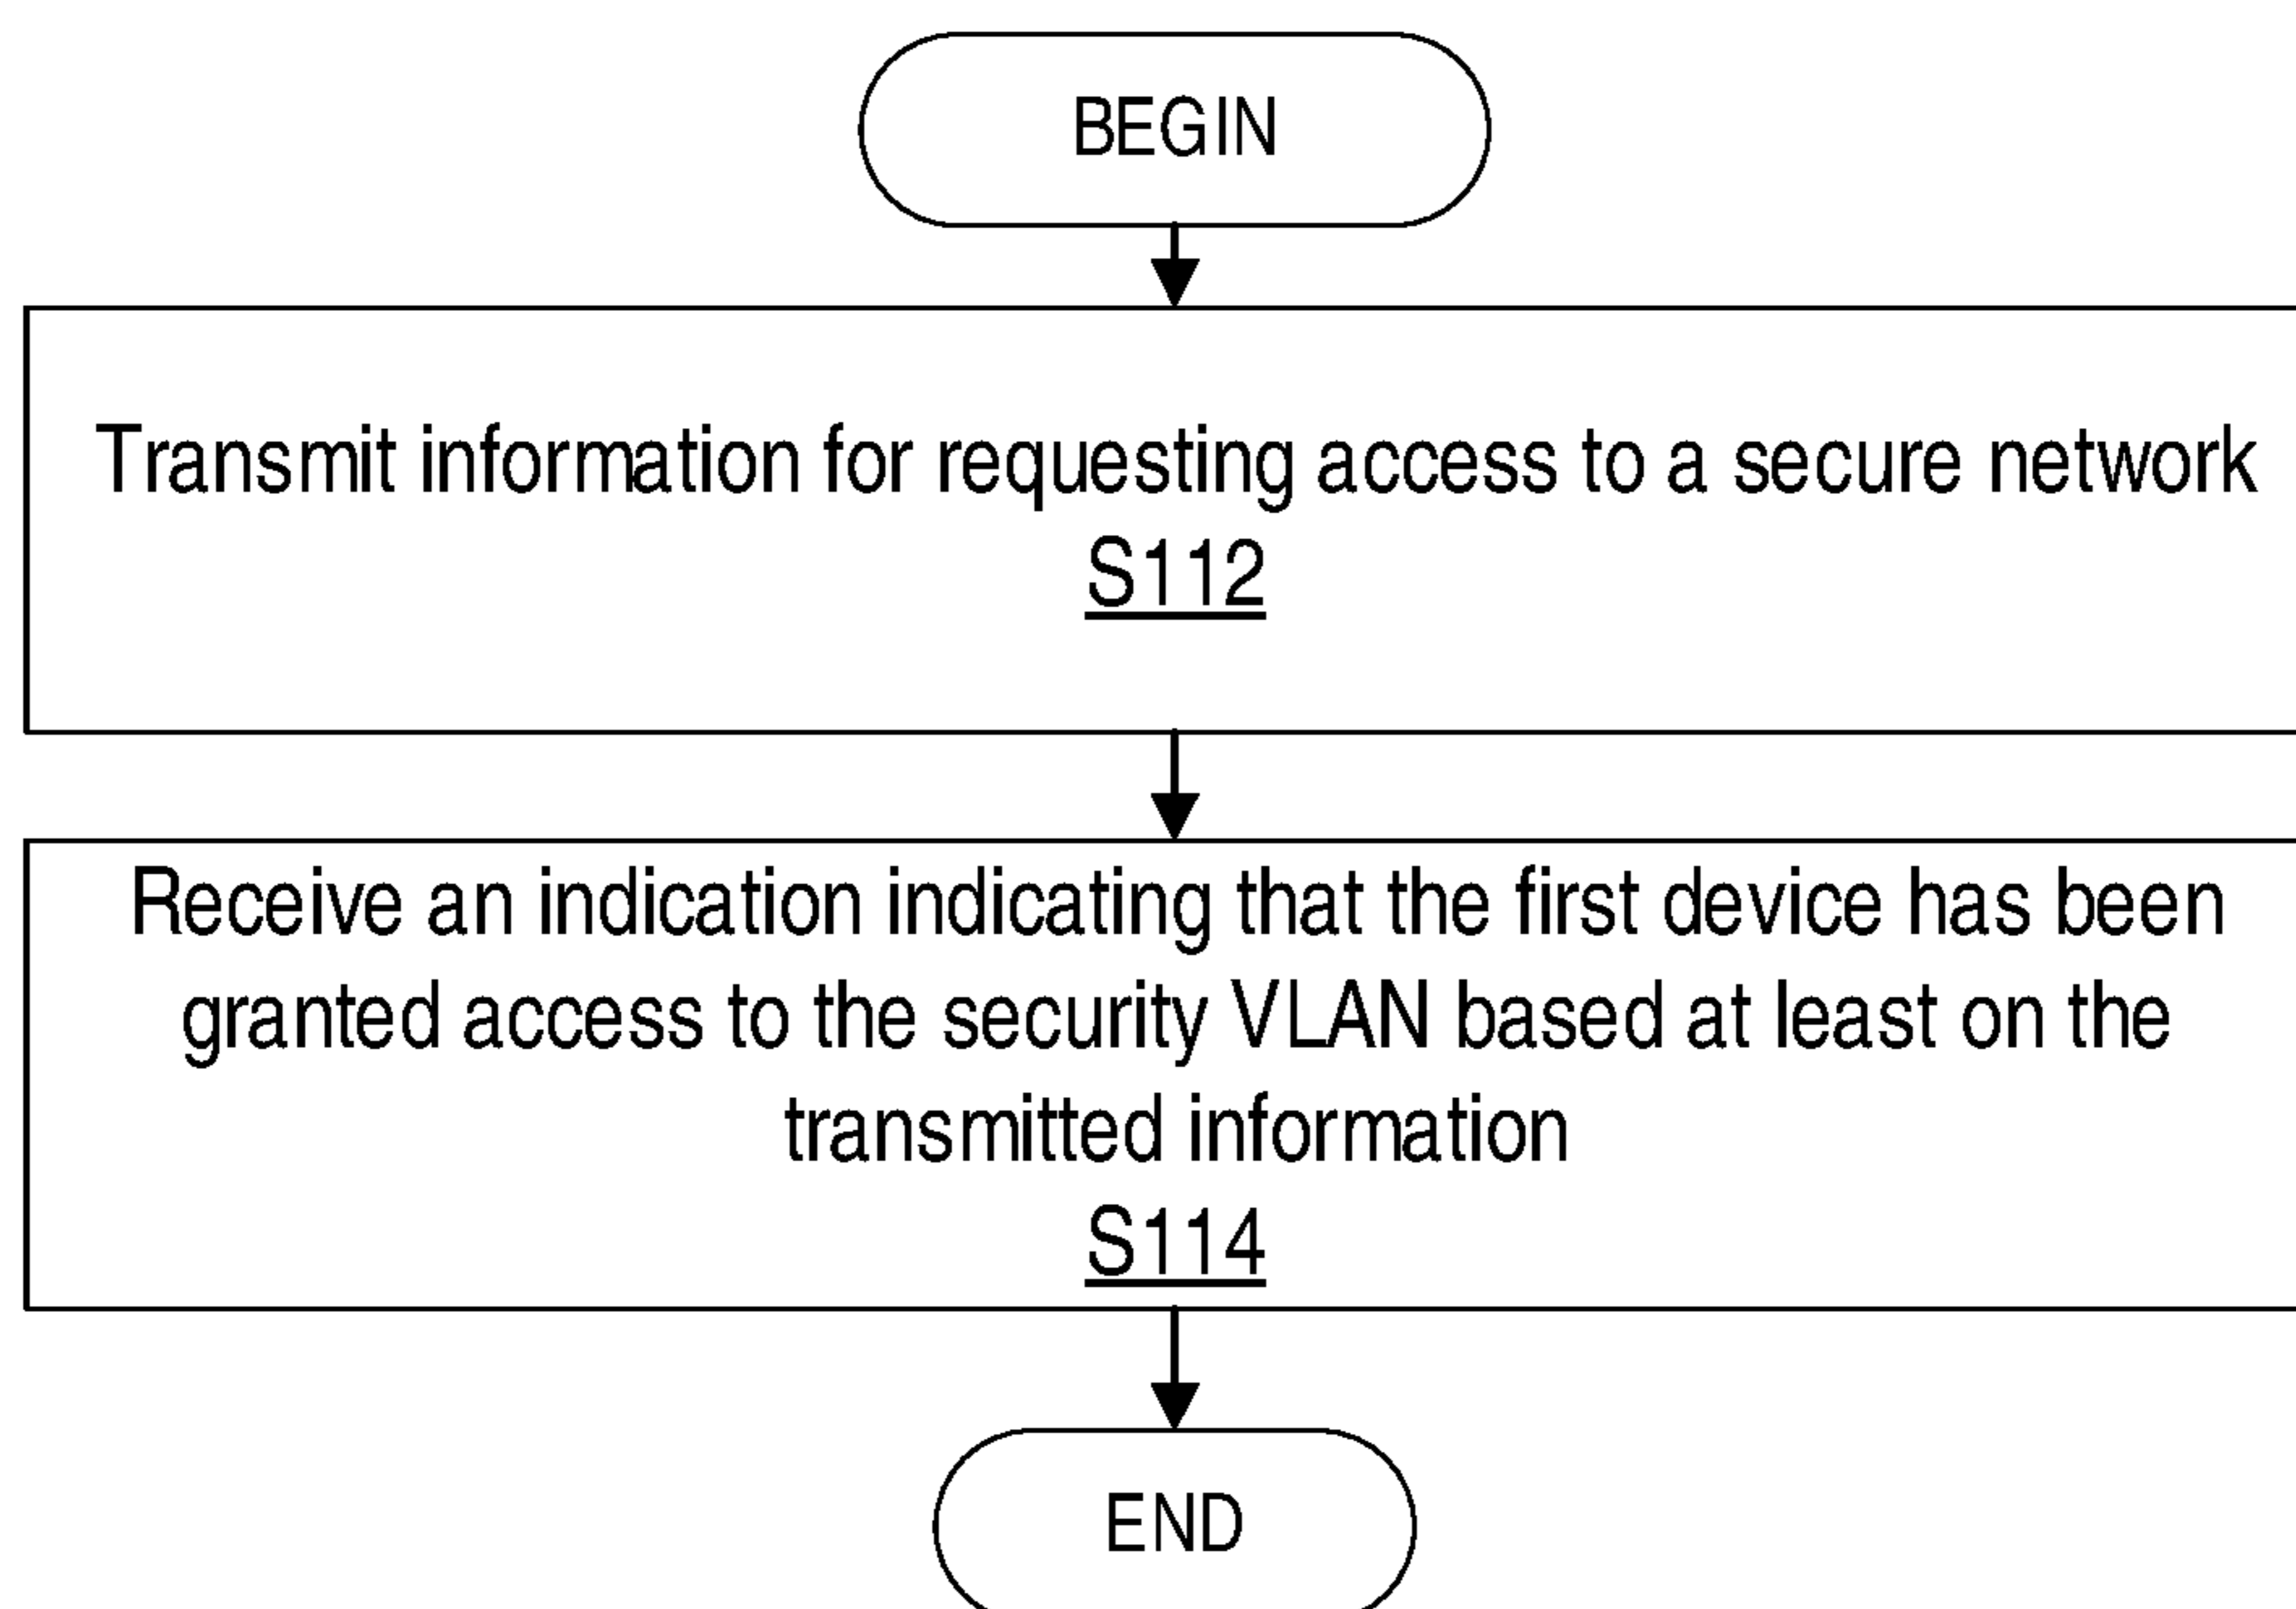 BEGIN
Transmit information for requesting access to a secure network
S112
Receive an indication indicating that the first device has been
granted access to the security VLAN based at least on the
transmitted information
S114
END